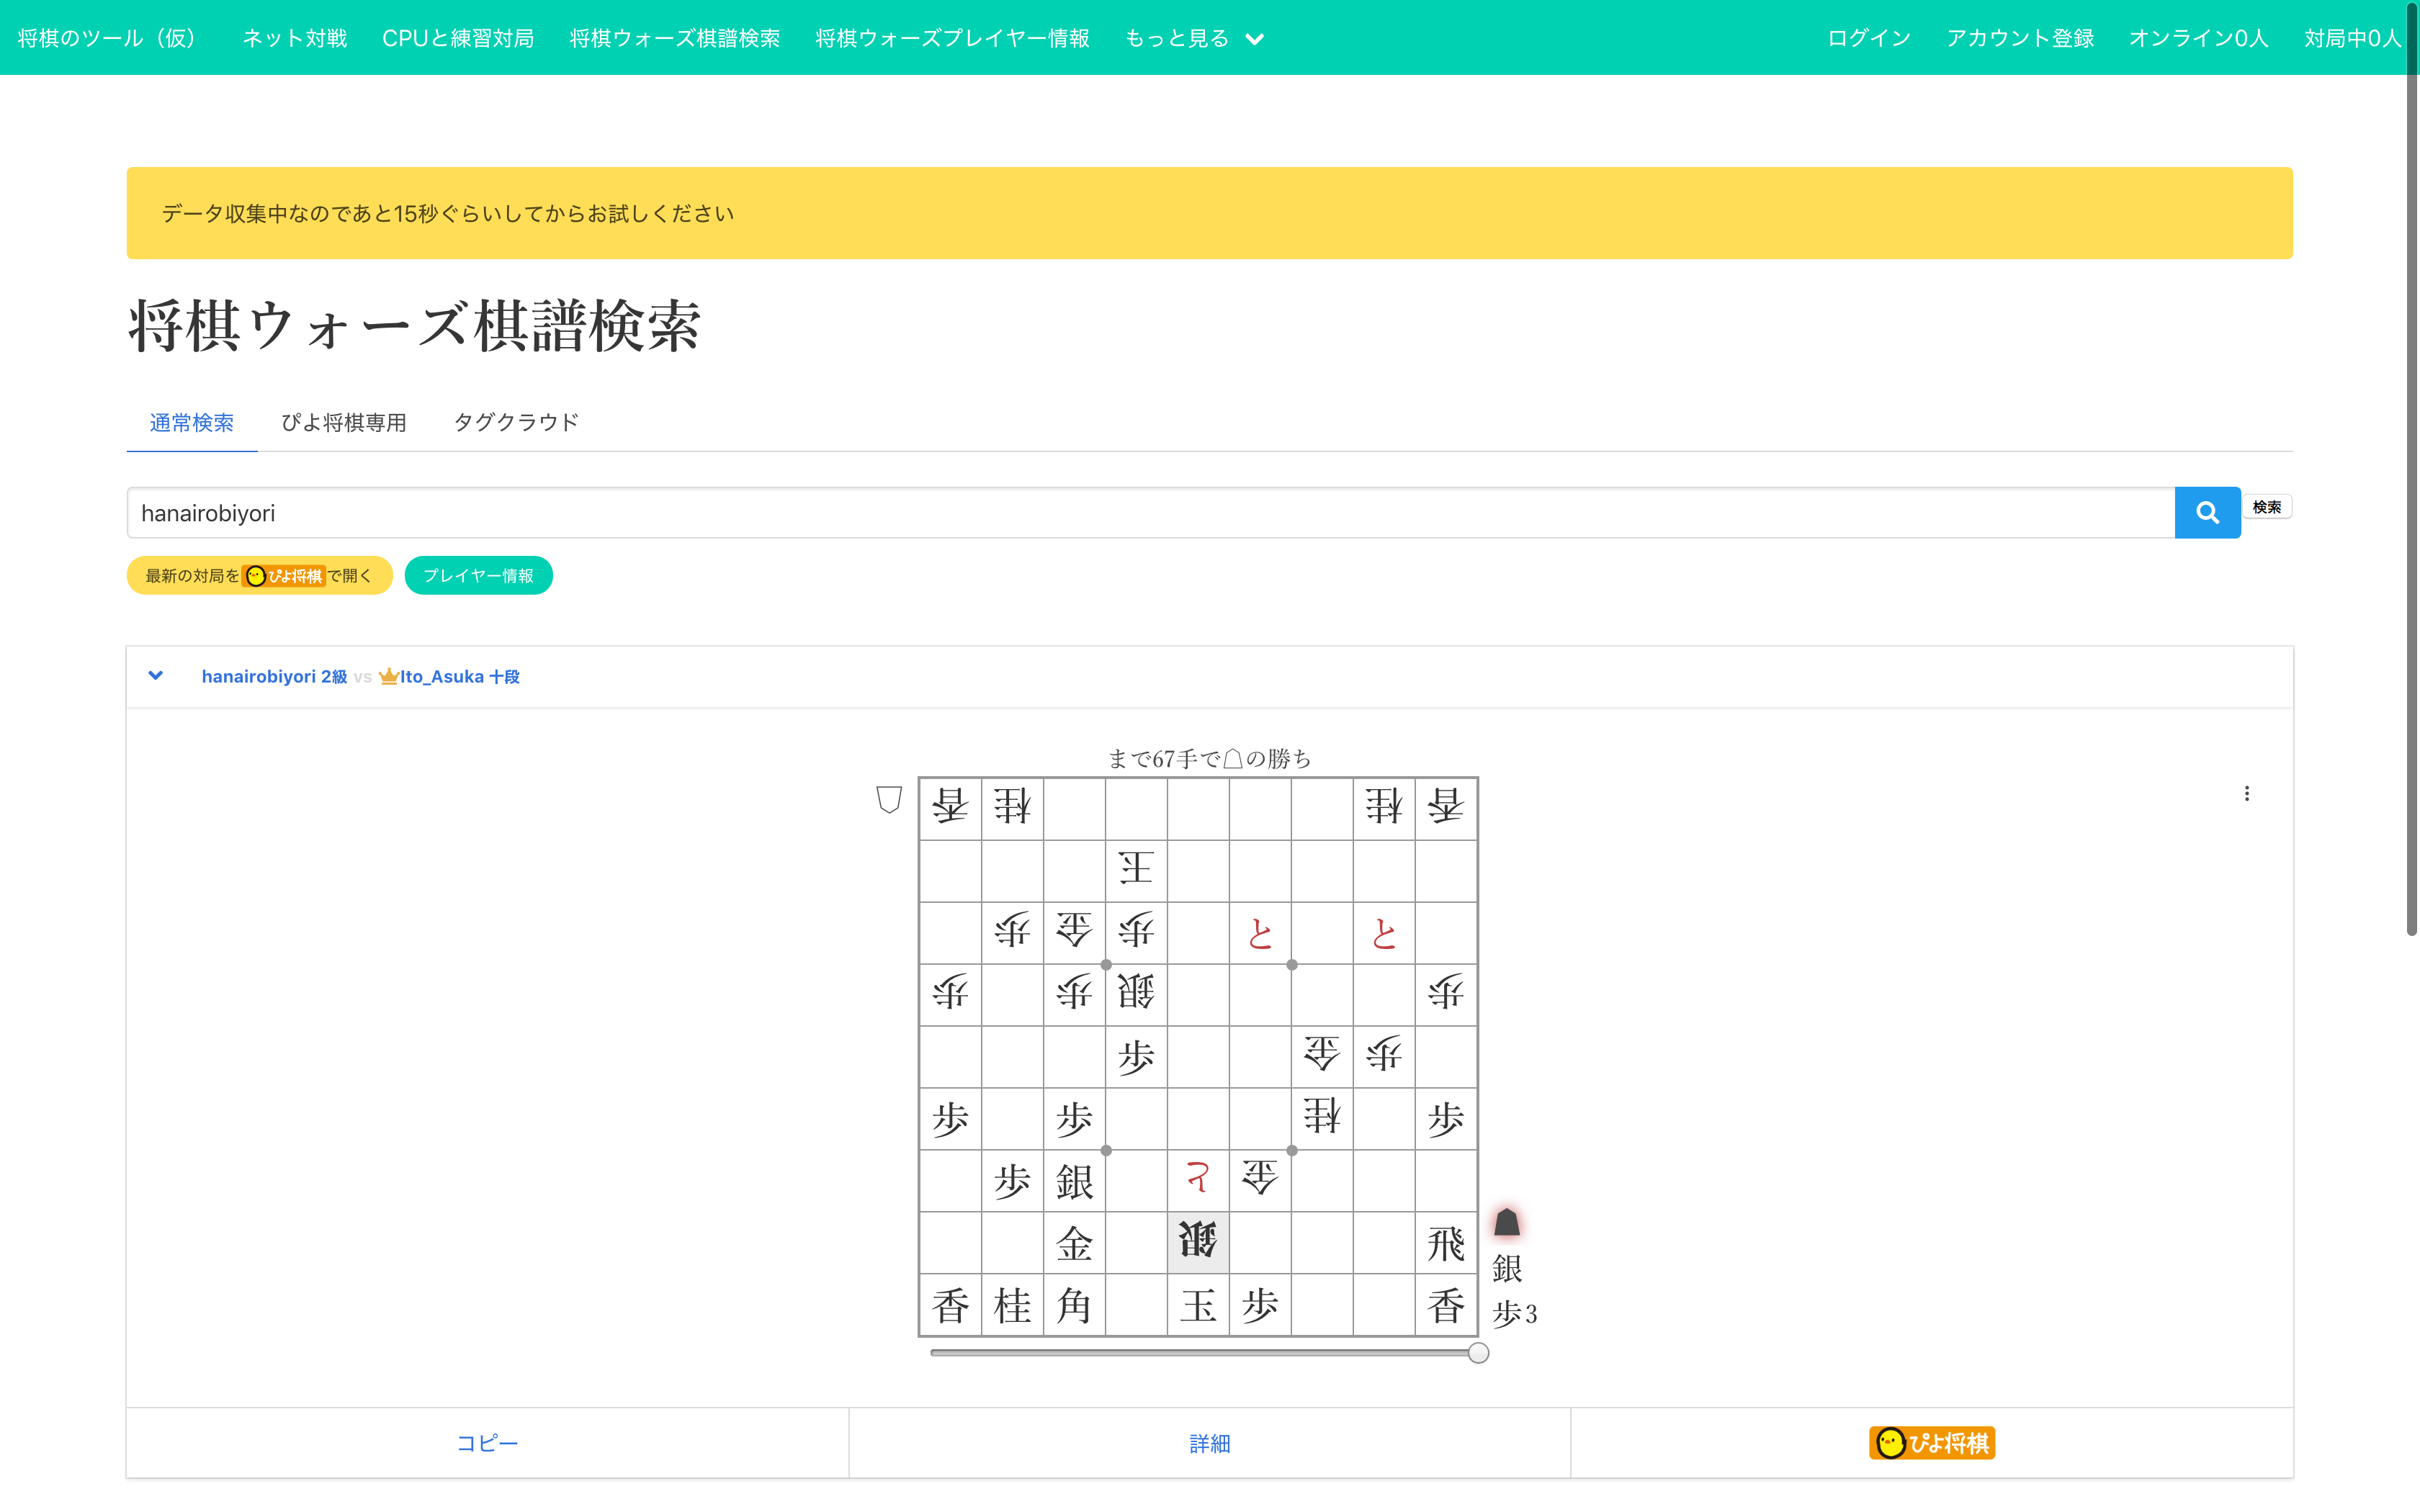 将棋のツール（仮） ネット対戦 CPUと練習対局 将棋ウォーズ棋譜検索 将棋ウォーズプレイヤー情報 もっと見る ログイン アカウント登録 オンライン0人 対局中0人
データ収集中なのであと15秒ぐらいしてからお試しください
将棋ウォーズ棋譜検索
通常検索 ぴよ将棋専用 タグクラウド
hanairobiyori 検索
最新の対局をぴよ将棋で開く プレイヤー情報
hanairobiyori 2級 vs Ito_Asuka 十段
まで67手で☖の勝ち
香 桂 桂 香
王
歩 金 歩 と と
歩 歩 銀 歩
歩 金 歩
歩 歩 桂 歩
歩 銀 と 金
金 銀 飛
香 桂 角 玉 歩 香
銀
歩3
コピー 詳細 ぴよ将棋